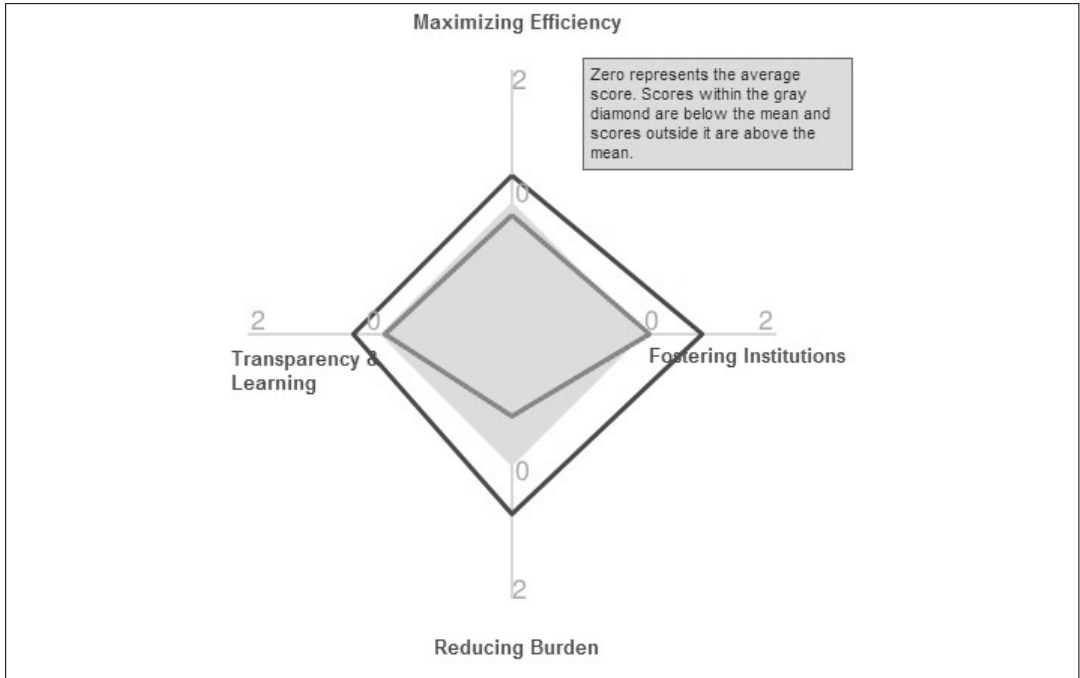 Maximizing Efficiency
2
Zero represents the average
score. Scores within the gray
diamond are below the mean and
scores outside it are above the
mean.
0
2
0
0
2
Transparency &
Learning
Fostering Institutions
0
2
Reducing Burden